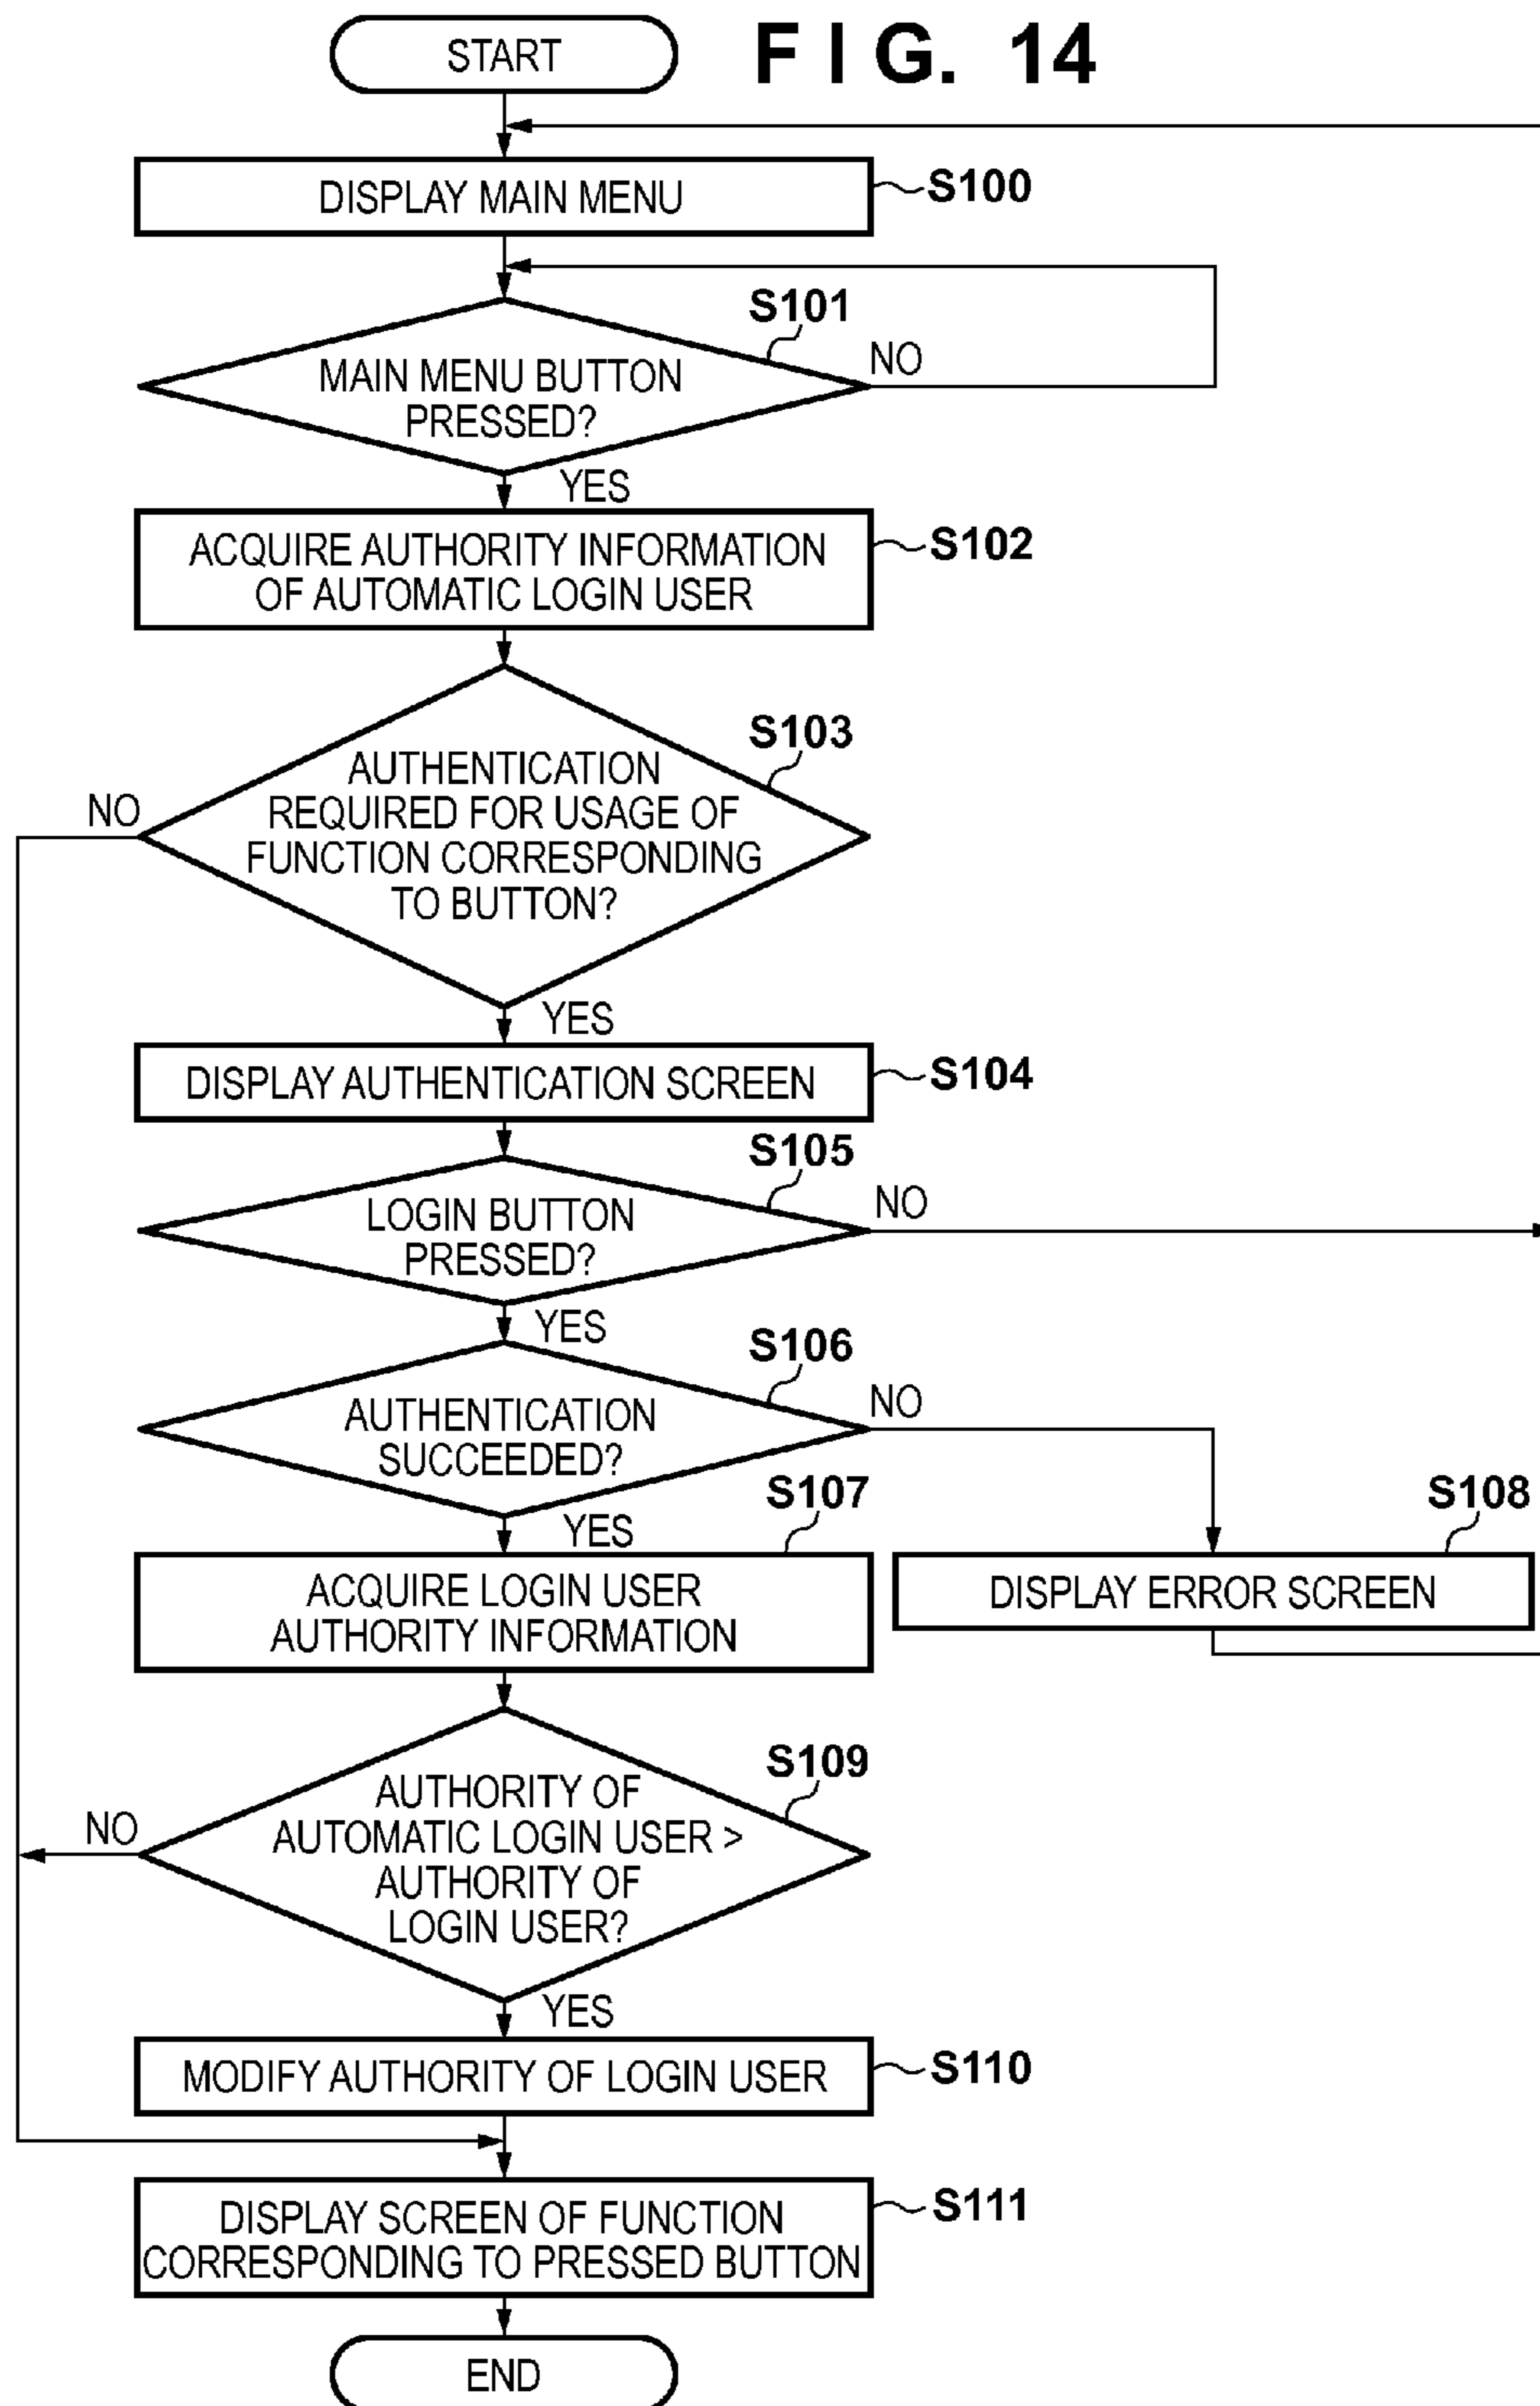 START
FIG. 14
DISPLAY MAIN MENU
S100
S101
MAIN MENU BUTTON
PRESSED?
NO
YES
ACQUIRE AUTHORITY INFORMATION
OF AUTOMATIC LOGIN USER
S102
S103
AUTHENTICATION
REQUIRED FOR USAGE OF
FUNCTION CORRESPONDING
TO BUTTON?
NO
YES
DISPLAY AUTHENTICATION SCREEN
S104
S105
LOGIN BUTTON
PRESSED?
NO
YES
S106
AUTHENTICATION
SUCCEEDED?
NO
YES
S107
ACQUIRE LOGIN USER
AUTHORITY INFORMATION
S108
DISPLAY ERROR SCREEN
S109
AUTHORITY OF
AUTOMATIC LOGIN USER >
AUTHORITY OF
LOGIN USER?
NO
YES
MODIFY AUTHORITY OF LOGIN USER
S110
DISPLAY SCREEN OF FUNCTION
CORRESPONDING TO PRESSED BUTTON
S111
END